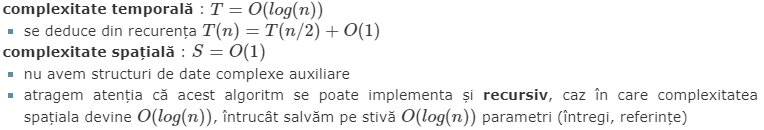 complexitate temporală : T = O(log(n))
▪ se deduce din recurența T(n) = T(n/2) + O(1)
complexitate spațială : S = O(1)
▪ nu avem structuri de date complexe auxiliare
▪ atragem atenția că acest algoritm se poate implementa și recursiv, caz în care complexitatea
spațiala devine O(log(n)), întrucât salvăm pe stivă O(log(n)) parametri (întregi, referințe)